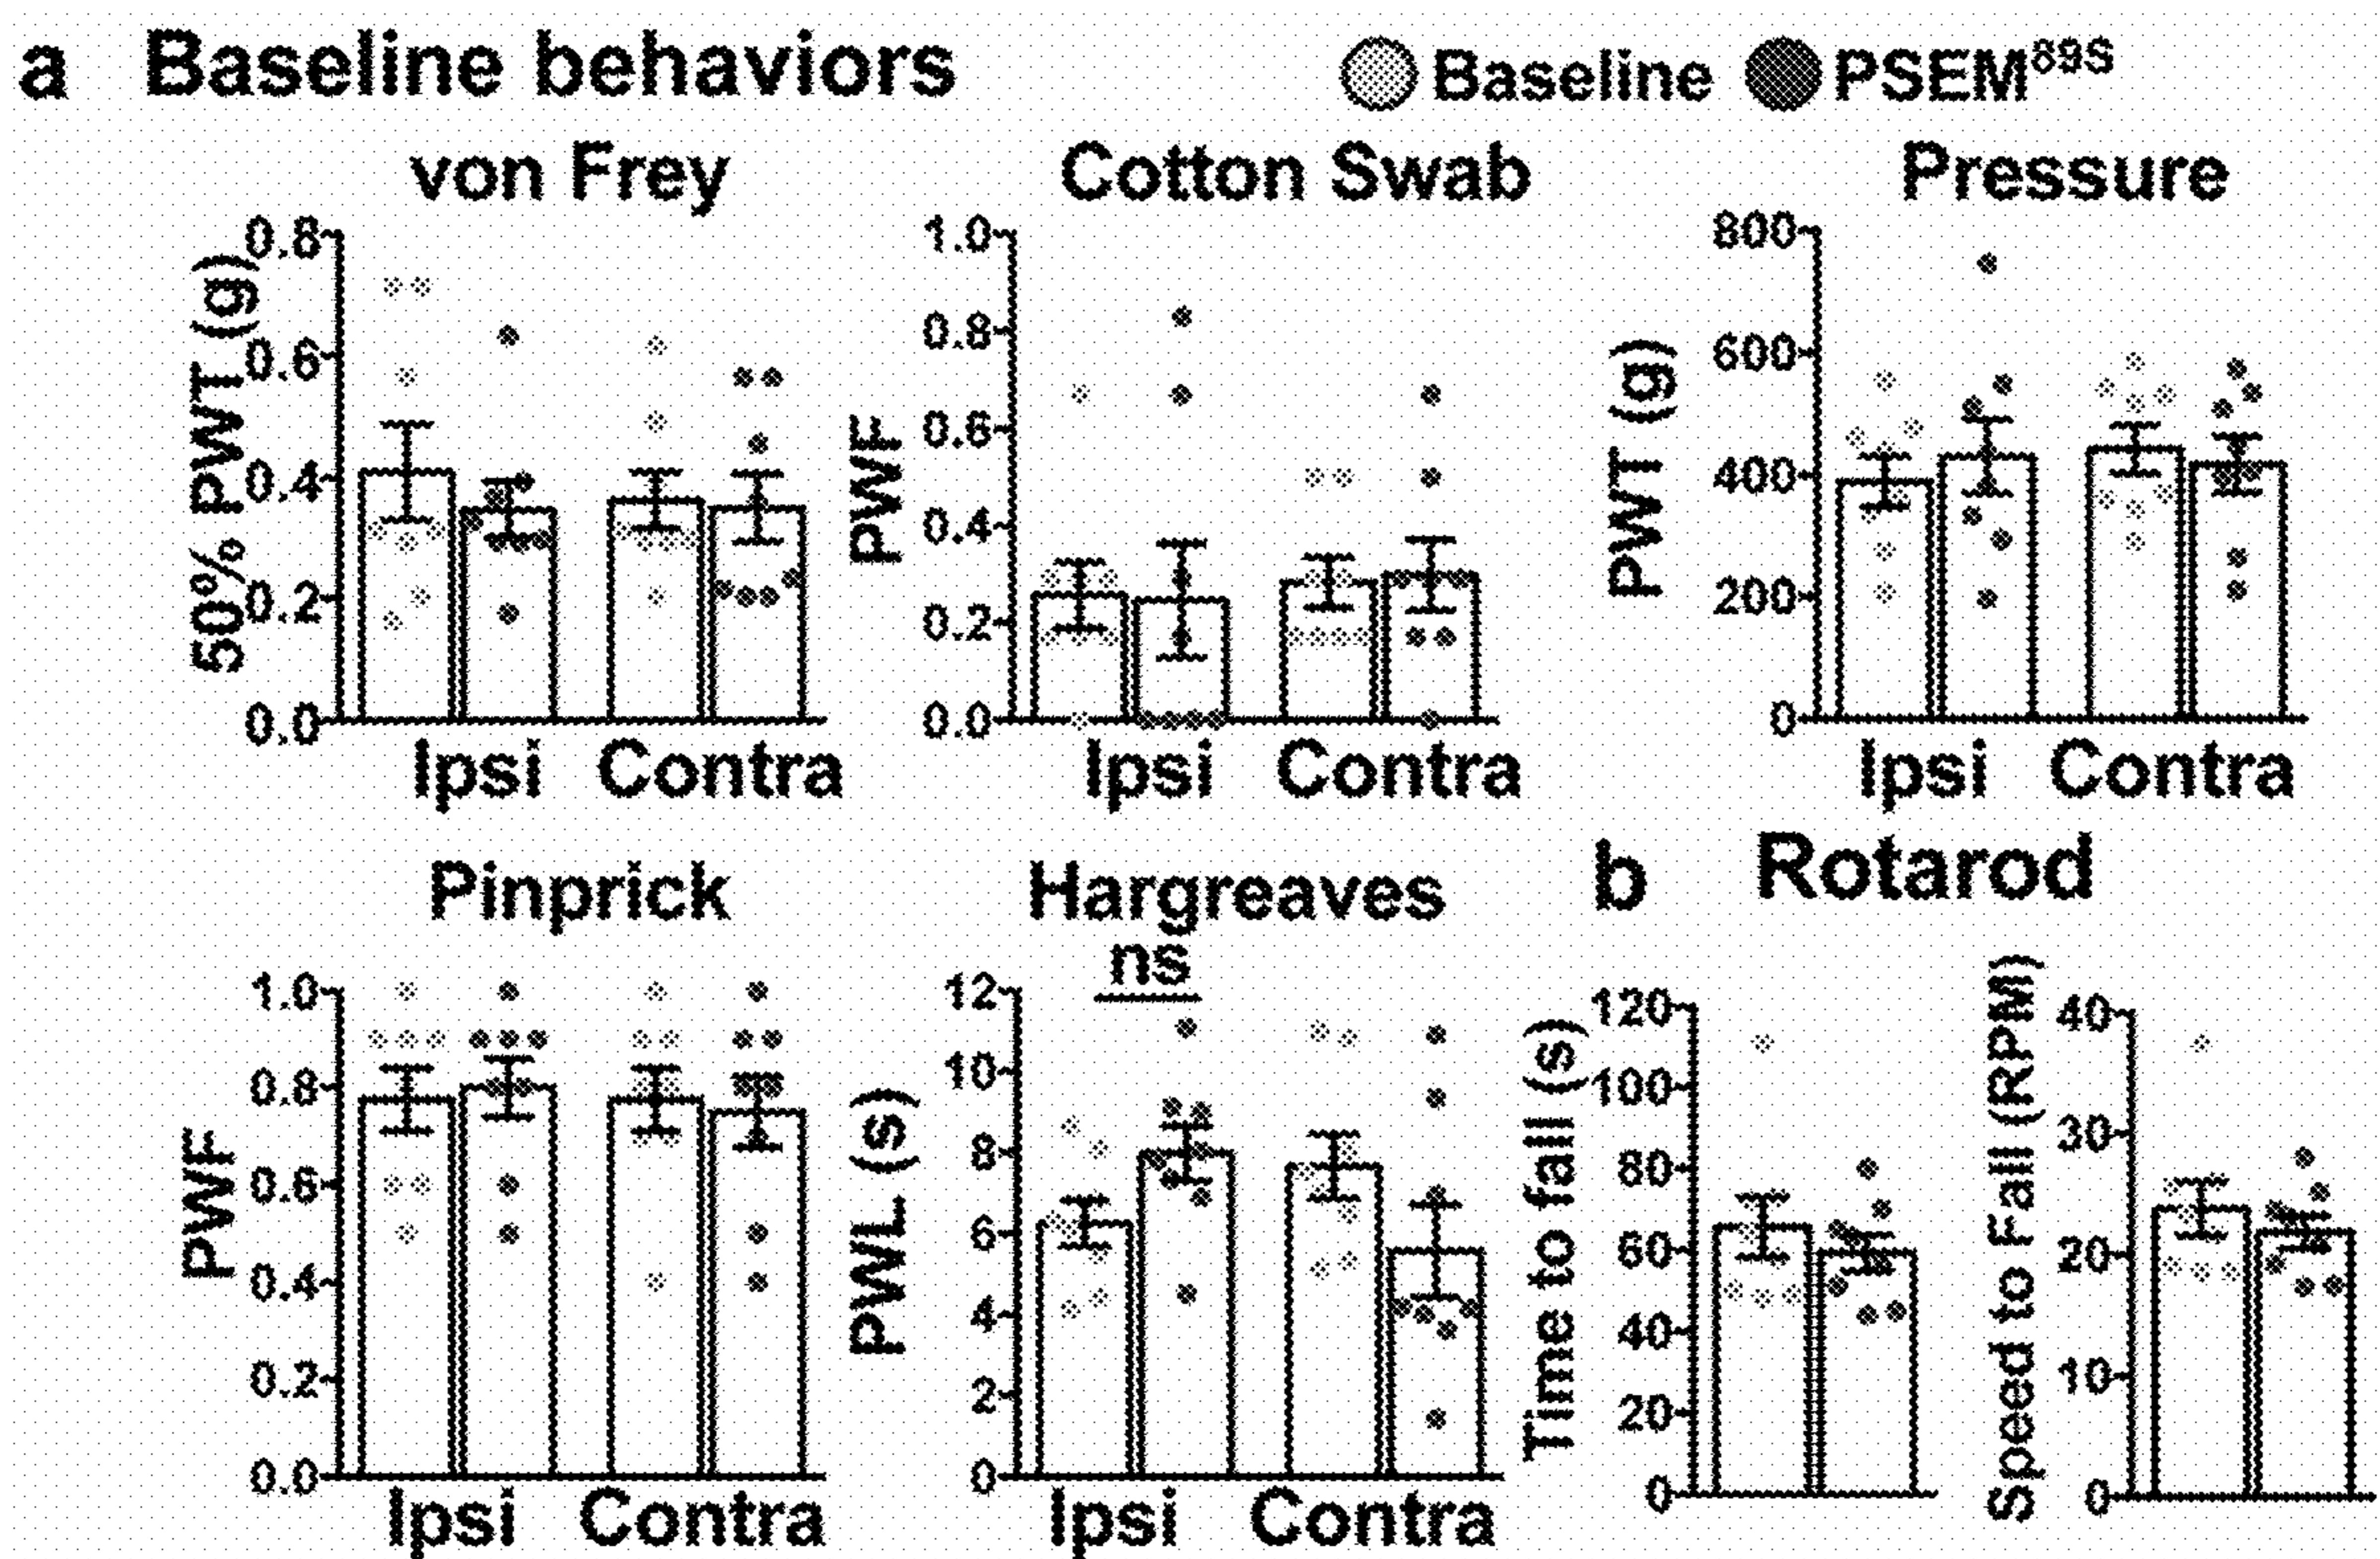 a Baseline behaviors
Baseline PSEM89S
von Frey
50% PWT (g)
0.8
0.6
0.4
0.2
0.0
Ipsi Contra
Cotton Swab
PWF
1.0
0.8
0.6
0.4
0.2
0.0
Ipsi Contra
Pressure
PWT (g)
800
600
400
200
0
Ipsi Contra
Pinprick
PWF
1.0
0.8
0.6
0.4
0.2
0.0
Ipsi Contra
Hargreaves
ns
PWL (s)
12
10
8
6
4
2
0
Ipsi Contra
b Rotarod
Time to fall (s)
120
100
80
60
40
20
0
Speed to Fall (RPM)
40
30
20
10
0